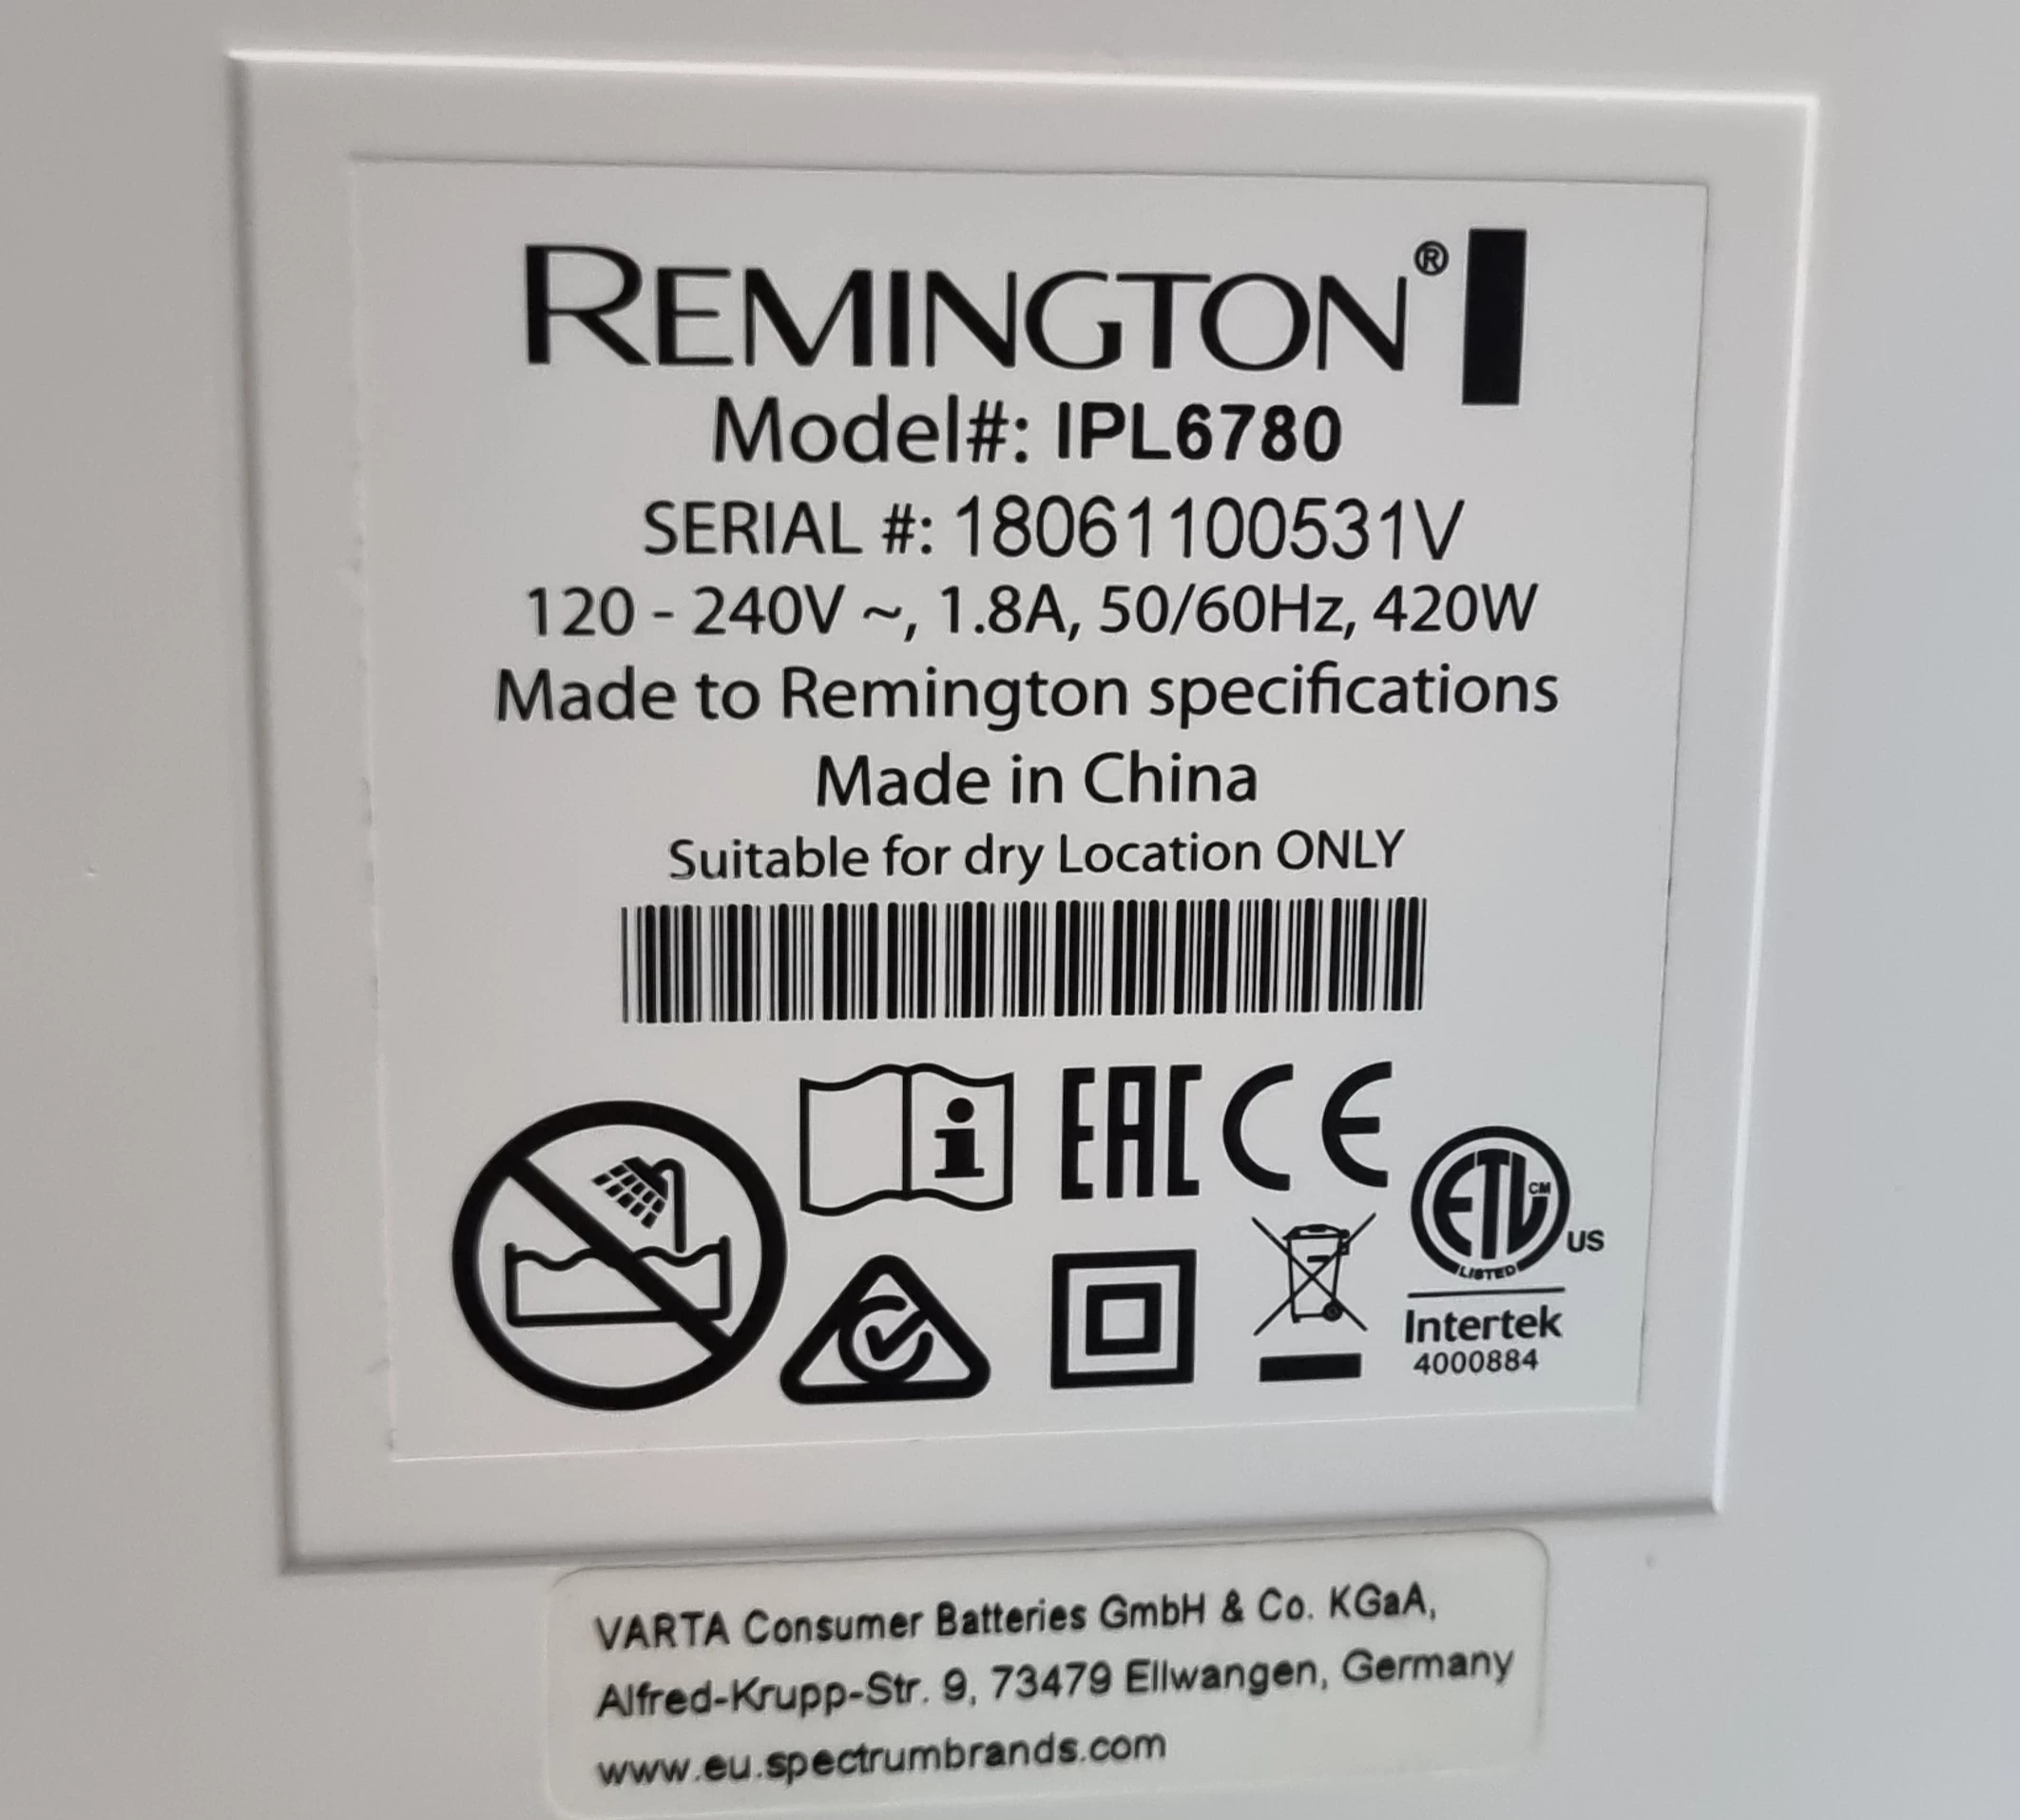 REMINGTON®
Model#: IPL6780
SERIAL #: 18061100531V
120 - 240V ~, 1.8A, 50/60Hz, 420W
Made to Remington specifications
Made in China
Suitable for dry Location ONLY
i
EAC CE
ETL CM
US
LISTED
Intertek
4000884
VARTA Consumer Batteries GmbH & Co. KGaA,
Alfred-Krupp-Str. 9, 73479 Ellwangen, Germany
www.eu.spectrumbrands.com